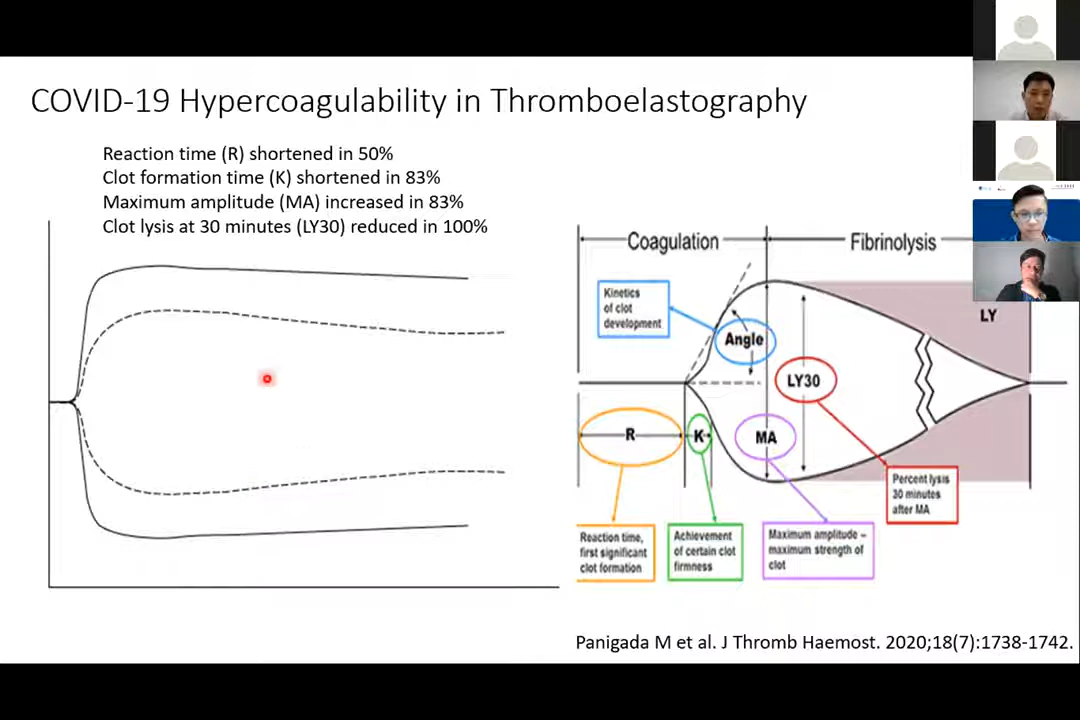 COVID-19 Hypercoagulability in Thromboelastography
Reaction time (R) shortened in 50%
Clot formation time (K) shortened in 83%
Maximum amplitude (MA) increased in 83%
Clot lysis at 30 minutes (LY30) reduced in 100%
Coagulation
Fibrinolysis
Kinetics
of clot
development
LY
Angle
LY30
R
K
MA
Percent lysis
30 minutes
after MA
Reaction time,
first significant
clot formation
Achievement
of certain clot
firmness
Maximum amplitude –
maximum strength of
clot
Panigada M et al. J Thromb Haemost. 2020;18(7):1738-1742.